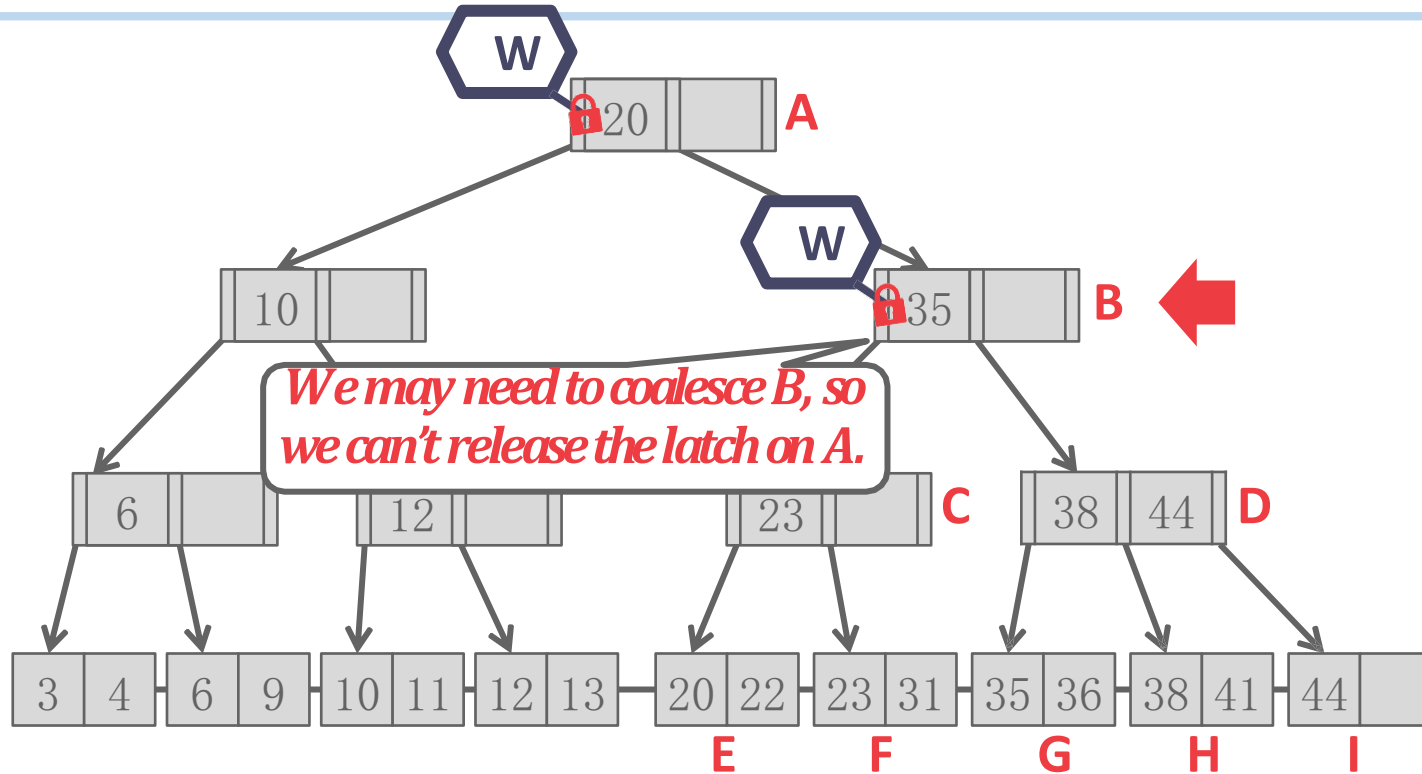 W
20 A
W
10
35 B
We may need to coalesce B, so
we can't release the latch on A.
6
12
23 C
38 44 D
3 4 6 9 10 11 12 13 20 22 23 31 35 36 38 41 44
E F G H I